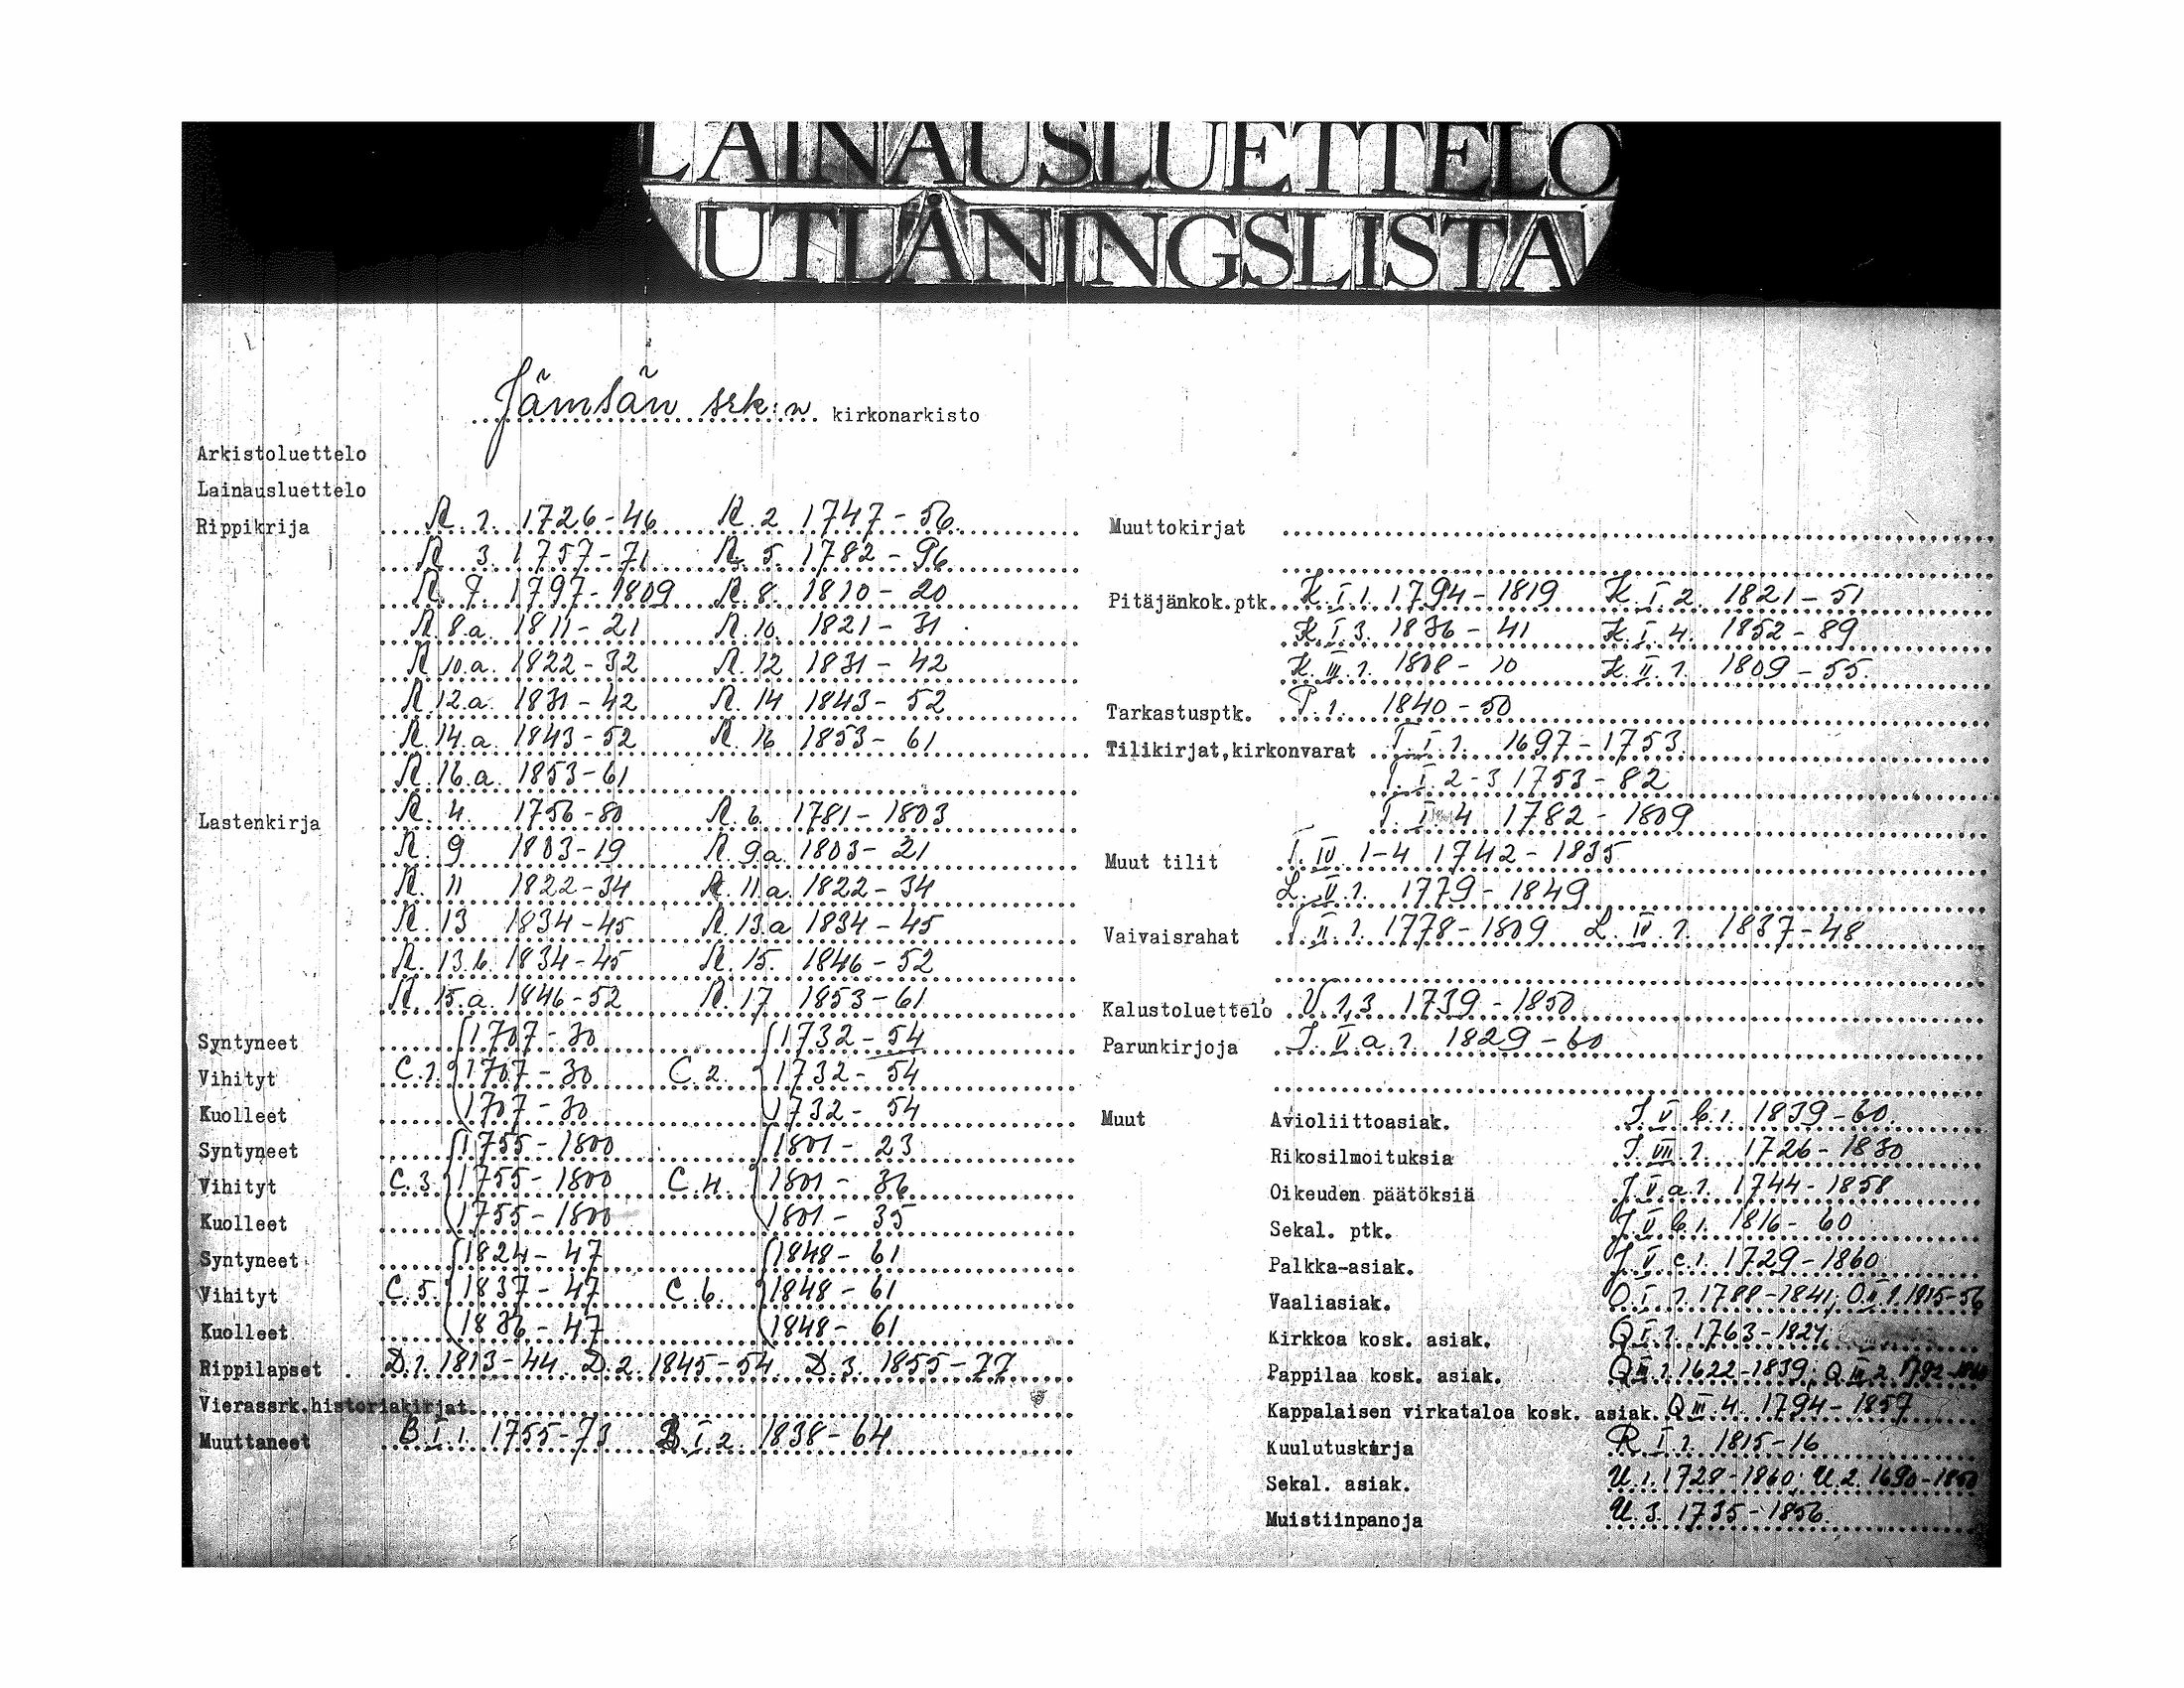 LAINAUSLUETTELO
UTLÅNINGSLISTA
Jämsän srk:n kirkonarkisto
Arkistoluettelo
Lainausluettelo
Rippikrija R. 1. 1726-46 R. 2 1747-56
R. 3. 1757-71 R. 5. 1782-96
R. 7. 1797-1809 R. 8. 1810-20
R. 8.a. 1811-21 R. 10. 1821-31
R. 10.a. 1822-32 R. 12 1831-42
R. 12.a. 1831-42 R. 14 1843-52
R. 14.a. 1843-52 R. 16 1853-61
R. 16.a. 1853-61
Lastenkirja R. 4. 1756-80 R. 6. 1781-1803
R. 9 1803-19 R. 9a. 1803-21
R. 11 1822-34 R. 11.a. 1822-34
R. 13 1834-45 R. 13.a 1834-45
R. 13.b. 1834-45 R. 15. 1846-52
R. 15.a. 1846-52 R. 17 1853-61
Syntyneet 1707-30 1732-54
Vihityt C.1. 1707-30 C.2. 1732-54
Kuolleet 1707-30 1732-54
Syntyneet 1755-1800 1801-23
Vihityt C.3. 1755-1800 C.4. 1801-36
Kuolleet 1755-1800 1801-35
Syntyneet 1824-47 1848-61
Vihityt C.5. 1837-47 C.6. 1848-61
Kuolleet 1836-47 1848-61
Rippilapset D.1. 1813-44 D.2. 1845-54 D.3. 1855-77
Vierassrk.historiakirjat
Muuttaneet B.I.1. 1755-73 B.I.2. 1838-64
Muuttokirjat
Pitäjänkok.ptk. K.I.1. 1794-1819 K.I.2. 1821-51
K.I.3. 1836-41 K.I.4. 1852-89
K.III.1. 1808-10 K.II.1. 1809-55.
Tarkastusptk. P.1. 1840-50
Tilikirjat,kirkonvarat T.I.1. 1697-1753.
T.I.2-3 1753-82
T.I.4 1782-1809
Muut tilit T.IV.1-4 1742-1835
L.V.1. 1779-1849
Vaivaisrahat T.II.1. 1778-1809 L.IV.1. 1837-48
Kalustoluettelo U 1,3 1739-1850
Parunkirjoja I.V.a.1. 1829-60
Muut Avioliittoasiak. I.V.b.1. 1839-60.
Rikosilmoituksia I.VII.1. 1726-1830
Oikeuden päätöksiä J.V.a.1. 1744-1858
Sekal. ptk. J.V.b.1. 1816-60
Palkka-asiak. J.V.c.1. 1729-1860
Vaaliasiak. O.I.1. 1788-1841; O.II.1. 1815-56
Kirkkoa kosk. asiak. Q.I.1. 1763-1827
Pappilaa kosk. asiak. Q.III.1. 1622-1839; Q.III.2. 1792-
Kappalaisen virkataloa kosk. asiak. Q.III.4. 1794-1857
Kuulutuskirja R.I.1. 1815-16
Sekal. asiak. U.1. 1728-1860; U.2. 1690-1850
Muistiinpanoja U.3. 1735-1856.